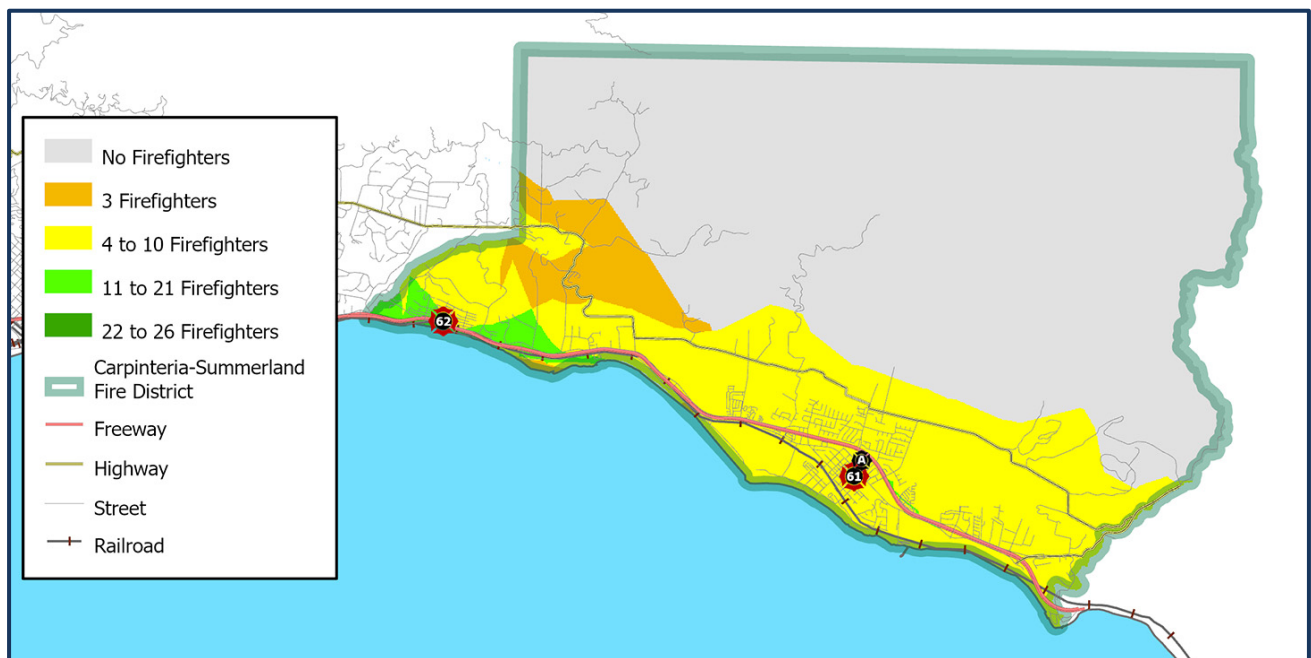 No Firefighters
3 Firefighters
4 to 10 Firefighters
11 to 21 Firefighters
22 to 26 Firefighters
Carpinteria-Summerland
Fire District
Freeway
Highway
Street
Railroad
62
A
61